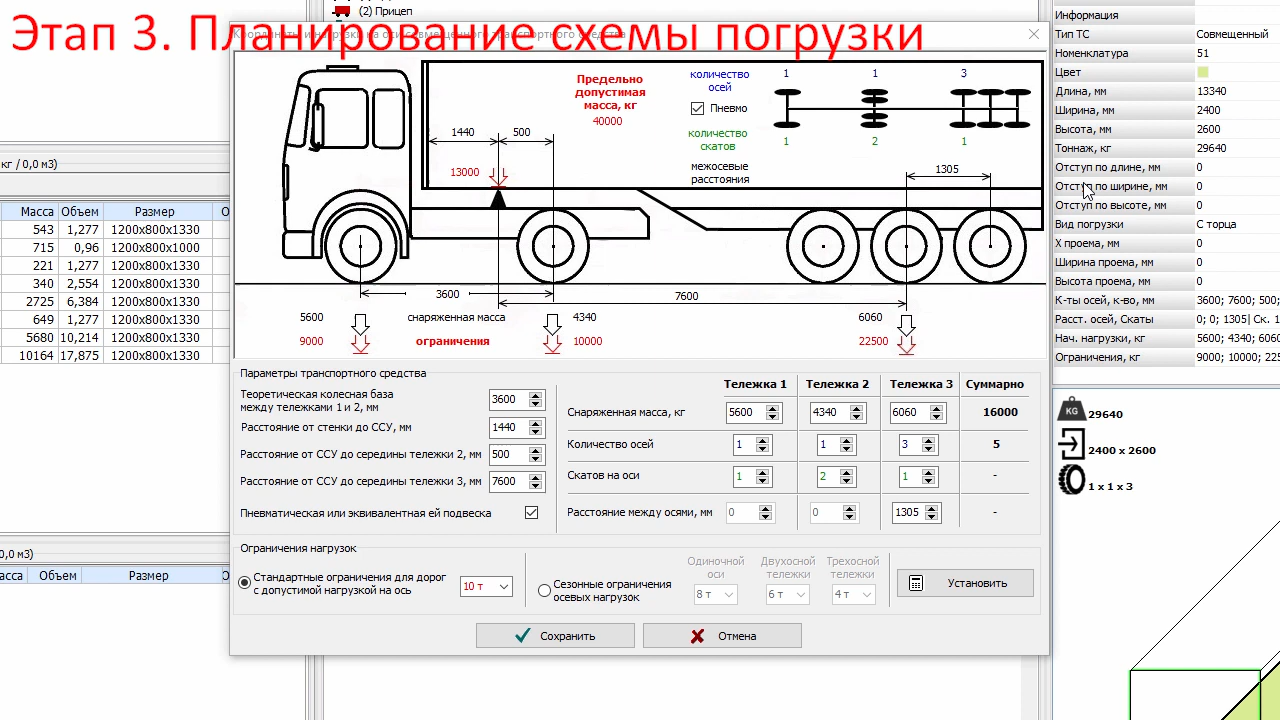 Этап 3. Планирование схемы погрузки
(2) Прицеп
Предельно
допустимая
масса, кг
40000
количество
осей
1
1
3
Пневмо
количество
скатов
1
2
1
межосевые
расстояния
1440
500
1305
13000
3600
7600
5600
снаряженная масса
4340
6060
9000
ограничения
10000
22500
Параметры транспортного средства
Теоретическая колесная база
между тележками 1 и 2, мм
3600
Расстояние от стенки до ССУ, мм
1440
Расстояние от ССУ до середины тележки 2, мм
500
Расстояние от ССУ до середины тележки 3, мм
7600
Пневматическая или эквивалентная ей подвеска
Тележка 1
Тележка 2
Тележка 3
Суммарно
Снаряженная масса, кг
5600
4340
6060
16000
Количество осей
1
1
3
5
Скатов на оси
1
2
1
-
Расстояние между осями, мм
0
0
1305
-
Ограничения нагрузок
Стандартные ограничения для дорог
с допустимой нагрузкой на ось
10 т
Сезонные ограничения
осевых нагрузок
Одиночной
оси
8 т
Двухосной
тележки
6 т
Трехосной
тележки
4 т
Установить
Сохранить
Отмена
кг / 0,0 м3)
Масса Объем Размер
543 1,277 1200x800x1330
715 0,96 1200x800x1000
221 1,277 1200x800x1330
340 2,554 1200x800x1330
2725 6,384 1200x800x1330
649 1,277 1200x800x1330
5680 10,214 1200x800x1330
10164 17,875 1200x800x1330
0,0 м3)
асса Объем Размер
Информация
Тип ТС Совмещенный
Номенклатура 51
Цвет
Длина, мм 13340
Ширина, мм 2400
Высота, мм 2600
Тоннаж, кг 29640
Отступ по длине, мм 0
Отступ по ширине, мм 0
Отступ по высоте, мм 0
Вид погрузки С торца
X проема, мм 0
Ширина проема, мм 0
Высота проема, мм 0
К-ты осей, к-во, мм 3600; 7600; 500;
Расст. осей, Скаты 0; 0; 1305| Ск. 1
Нач. нагрузки, кг 5600; 4340; 6060
Ограничения, кг 9000; 10000; 225
KG
29640
2400 x 2600
1 x 1 x 3